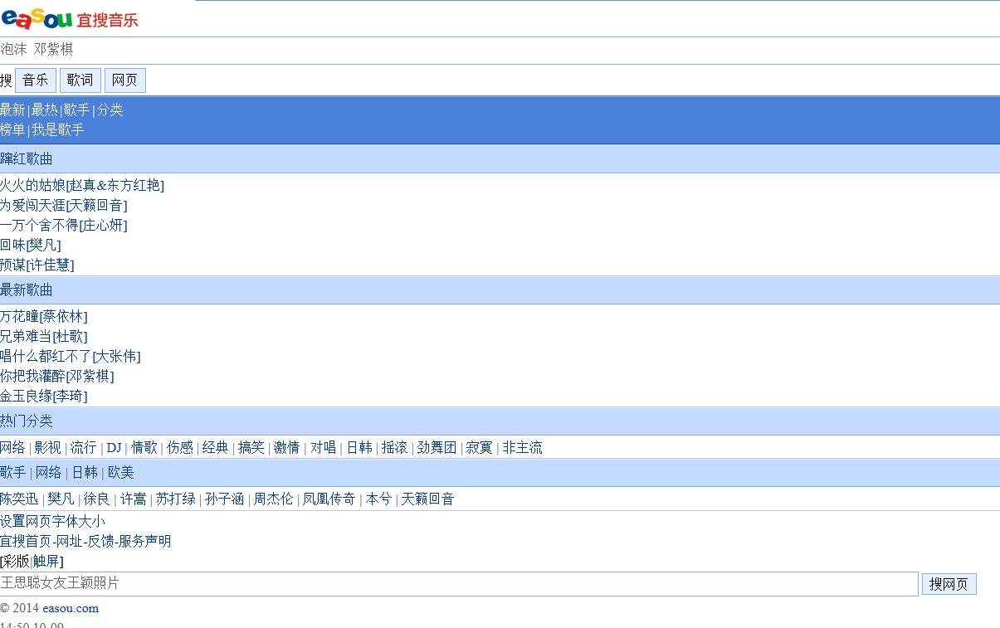 easou 宜搜音乐
泡沫 邓紫棋
搜 音乐 歌词 网页
最新|最热|歌手|分类
榜单|我是歌手
蹿红歌曲
火火的姑娘[赵真&东方红艳]
为爱闯天涯[天籁回音]
一万个舍不得[庄心妍]
回味[樊凡]
预谋[许佳慧]
最新歌曲
万花瞳[蔡依林]
兄弟难当[杜歌]
唱什么都红不了[大张伟]
你把我灌醉[邓紫棋]
金玉良缘[李琦]
热门分类
网络|影视|流行|DJ|情歌|伤感|经典|搞笑|激情|对唱|日韩|摇滚|劲舞团|寂寞|非主流
歌手|网络|日韩|欧美
陈奕迅|樊凡|徐良|许嵩|苏打绿|孙子涵|周杰伦|凤凰传奇|本兮|天籁回音
设置网页字体大小
宜搜首页-网址-反馈-服务声明
[彩版|触屏]
王思聪女友王颖照片 搜网页
© 2014 easou.com
14:50 10-09